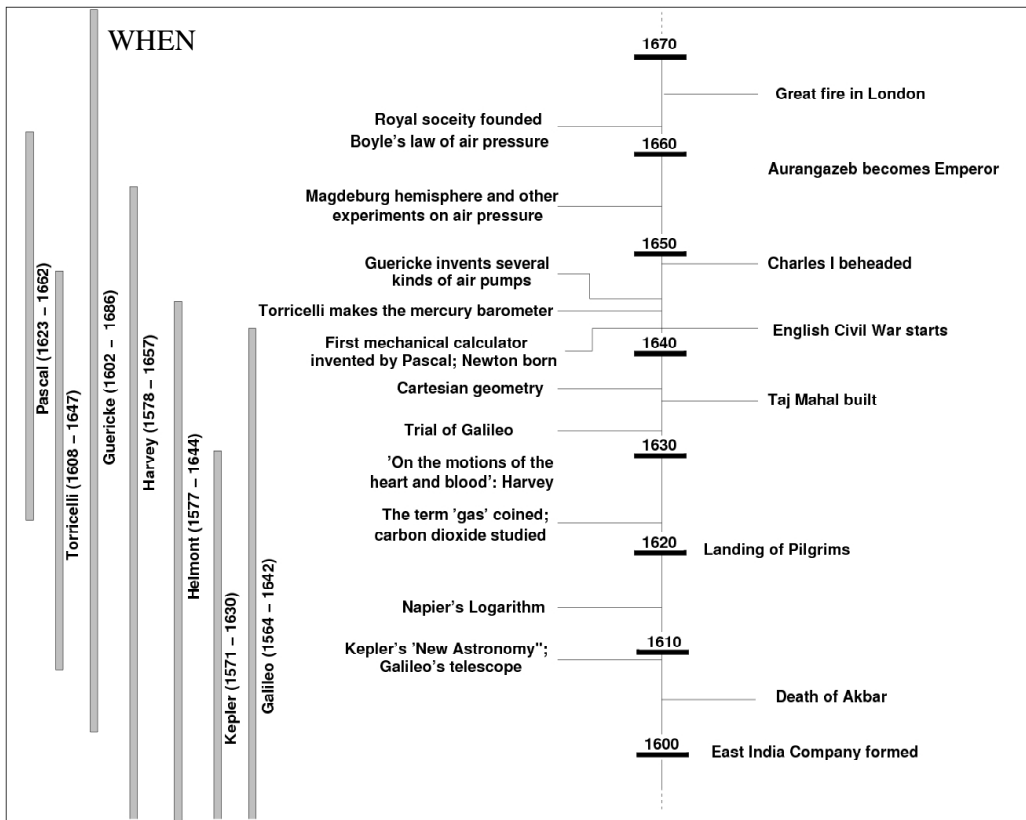 WHEN
Pascal (1623 – 1662)
Torricelli (1608 – 1647)
Guericke (1602 – 1686)
Harvey (1578 – 1657)
Helmont (1577 – 1644)
Kepler (1571 – 1630)
Galileo (1564 – 1642)
1670
Great fire in London
Royal soceity founded
Boyle's law of air pressure
1660
Aurangazeb becomes Emperor
Magdeburg hemisphere and other
experiments on air pressure
1650
Charles I beheaded
Guericke invents several
kinds of air pumps
Torricelli makes the mercury barometer
English Civil War starts
First mechanical calculator
invented by Pascal; Newton born
1640
Cartesian geometry
Taj Mahal built
Trial of Galileo
1630
'On the motions of the
heart and blood': Harvey
The term 'gas' coined;
carbon dioxide studied
1620
Landing of Pilgrims
Napier's Logarithm
1610
Kepler's 'New Astronomy";
Galileo's telescope
Death of Akbar
1600
East India Company formed